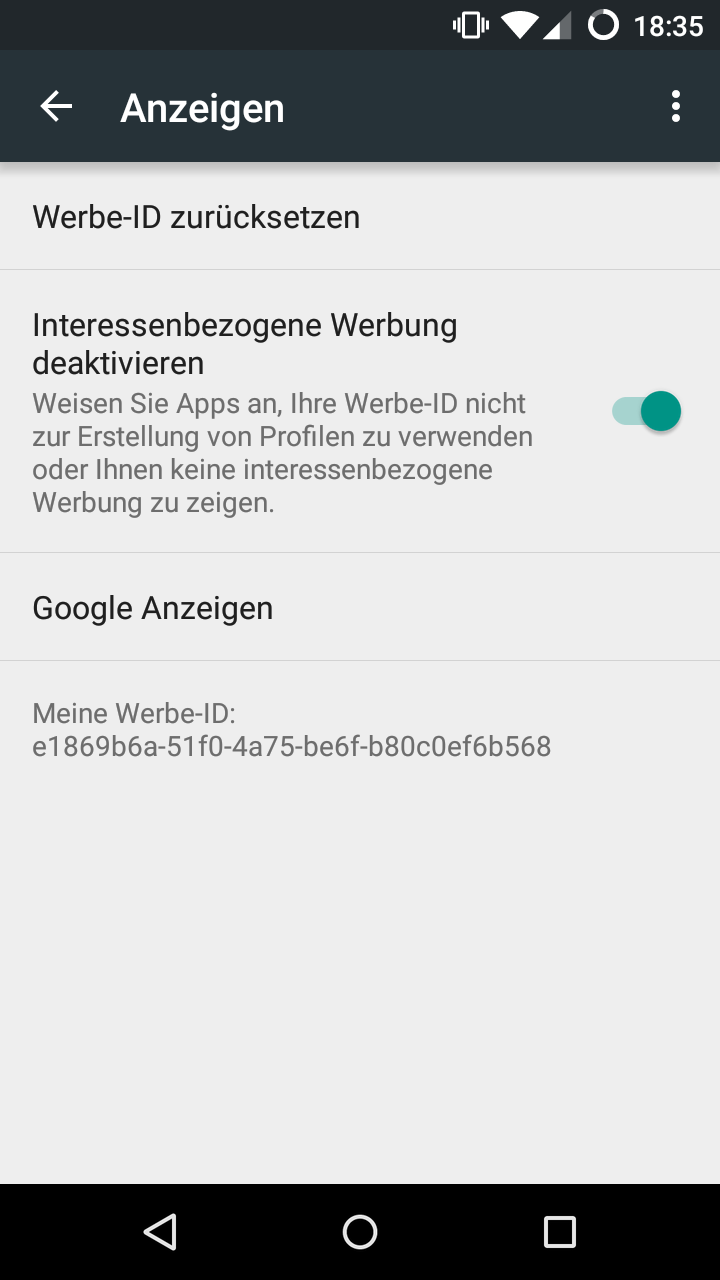 18:35
Anzeigen
Werbe-ID zurücksetzen
Interessenbezogene Werbung
deaktivieren
Weisen Sie Apps an, Ihre Werbe-ID nicht
zur Erstellung von Profilen zu verwenden
oder Ihnen keine interessenbezogene
Werbung zu zeigen.
Google Anzeigen
Meine Werbe-ID:
e1869b6a-51f0-4a75-be6f-b80c0ef6b568